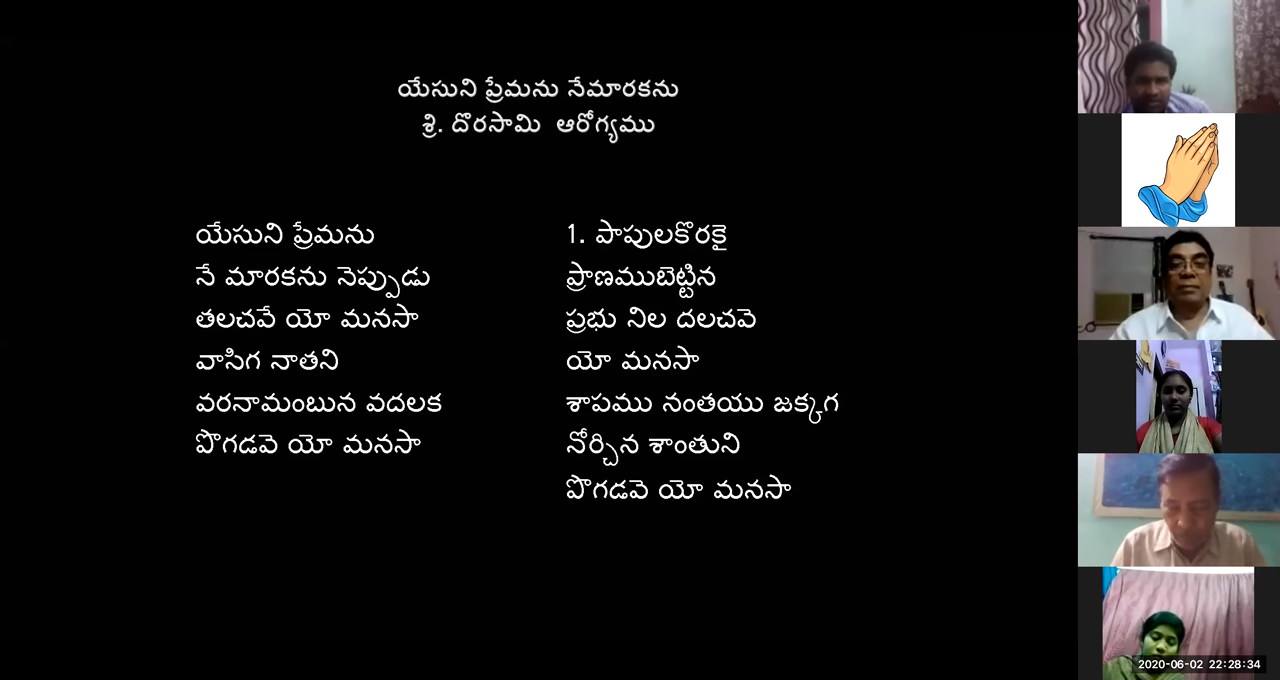 యేసుని ప్రేమను నేమారకను
శ్రి. దొరసామి ఆరోగ్యము
యేసుని ప్రేమను
నే మారకను నెప్పుడు
తలచవే యో మనసా
వాసిగ నాతని
వరనామంబున వదలక
పొగడవె యో మనసా
1. పాపులకొరకై
ప్రాణముబెట్టిన
ప్రభు నిల దలచవె
యో మనసా
శాపము నంతయు జక్కగ
నోర్చిన శాంతుని
పొగడవె యో మనసా
2020-06-02 22:28:34